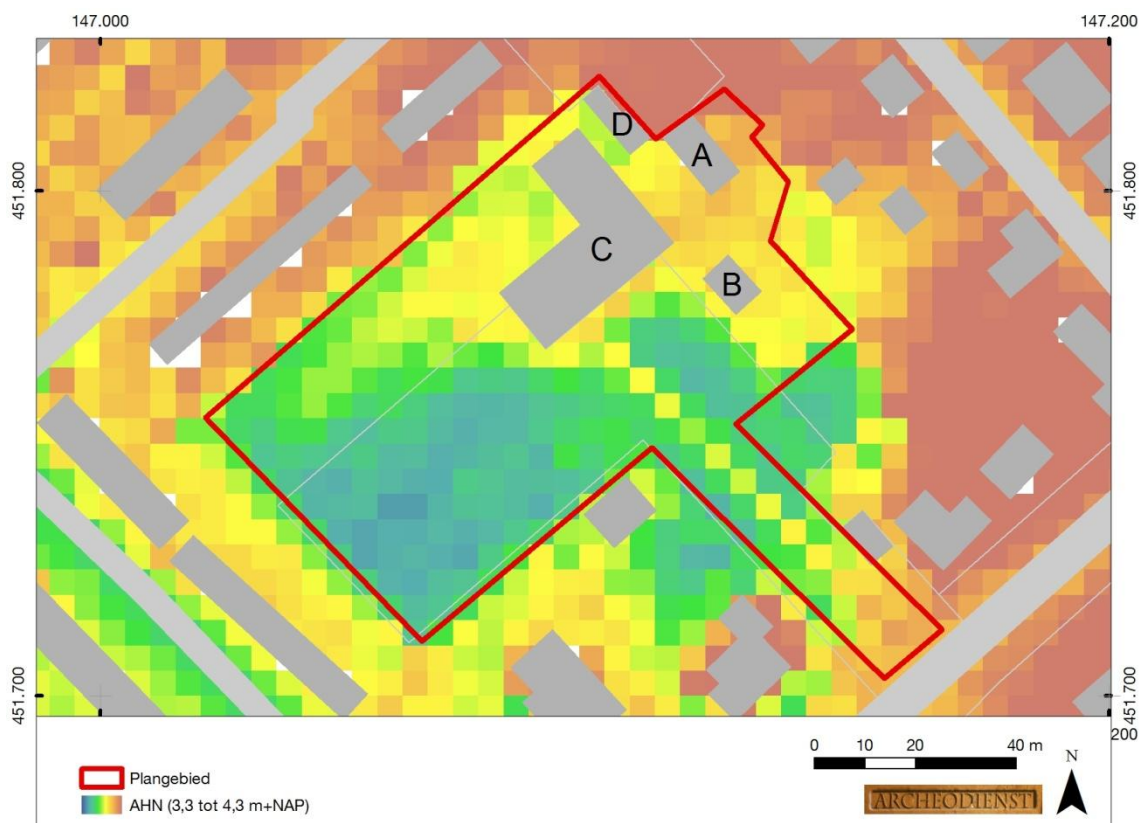 147.000
147.200
451.800
451.800
D
A
C
B
451.700
451.700
200
0 10 20 40 m
N
Plangebied
AHN (3,3 tot 4,3 m+NAP)
ARCHEODIENST